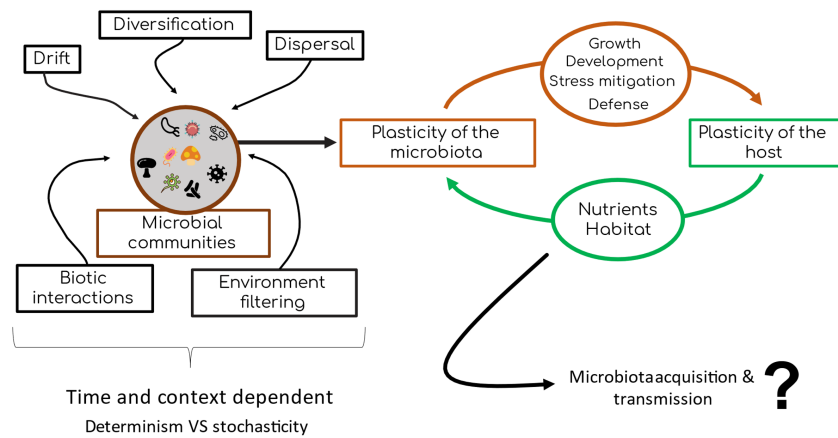 Diversification
Drift
Dispersal
Microbial
communities
Biotic
interactions
Environment
filtering
Time and context dependent
Determinism VS stochasticity
Growth
Development
Stress mitigation
Defense
Plasticity of the
microbiota
Plasticity of the
host
Nutrients
Habitat
Microbiotaacquisition &
transmission
?